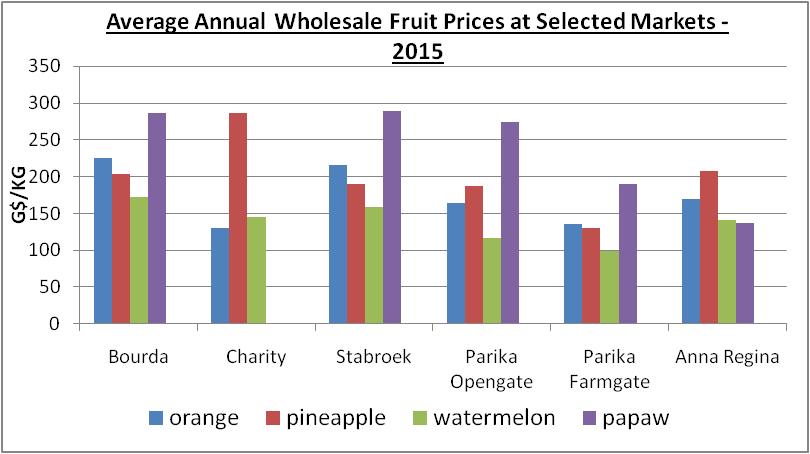 Average Annual Wholesale Fruit Prices at Selected Markets -
2015
350
300
250
200
150
100
50
0
G$/KG
Bourda
Charity
Stabroek
Parika
Opengate
Parika
Farmgate
Anna Regina
orange
pineapple
watermelon
papaw